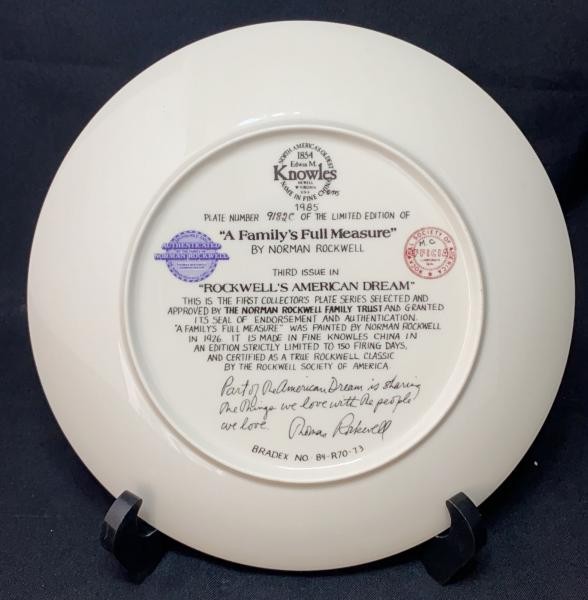 NORTH AMERICA'S OLDEST
1854
Edwin M.
Knowles
NEWELL
W VIRGINIA
U.S.A.
NAME IN FINE CHINA
1985
PLATE NUMBER 9182C OF THE LIMITED EDITION OF
"A Family's Full Measure"
BY NORMAN ROCKWELL
AUTHENTICATED
NORMAN ROCKWELL
ROCKWELL SOCIETY OF AMERICA
M.C.
OFFICIAL
THIRD ISSUE IN
"ROCKWELL'S AMERICAN DREAM"
THIS IS THE FIRST COLLECTOR'S PLATE SERIES SELECTED AND
APPROVED BY THE NORMAN ROCKWELL FAMILY TRUST AND GRANTED
ITS SEAL OF ENDORSEMENT AND AUTHENTICATION.
"A FAMILY'S FULL MEASURE" WAS PAINTED BY NORMAN ROCKWELL
IN 1926. IT IS MADE IN FINE KNOWLES CHINA IN
AN EDITION STRICTLY LIMITED TO 150 FIRING DAYS,
AND CERTIFIED AS A TRUE ROCKWELL CLASSIC
BY THE ROCKWELL SOCIETY OF AMERICA.
Part of the American Dream is sharing
the things we love with the people
we love. Thomas Rockwell
BRADEX NO. 84-R70-7.3